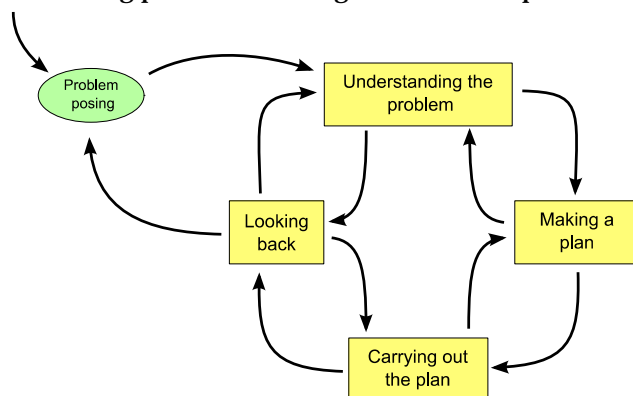 Problem
posing
Understanding the
problem
Looking
back
Making a
plan
Carrying out
the plan